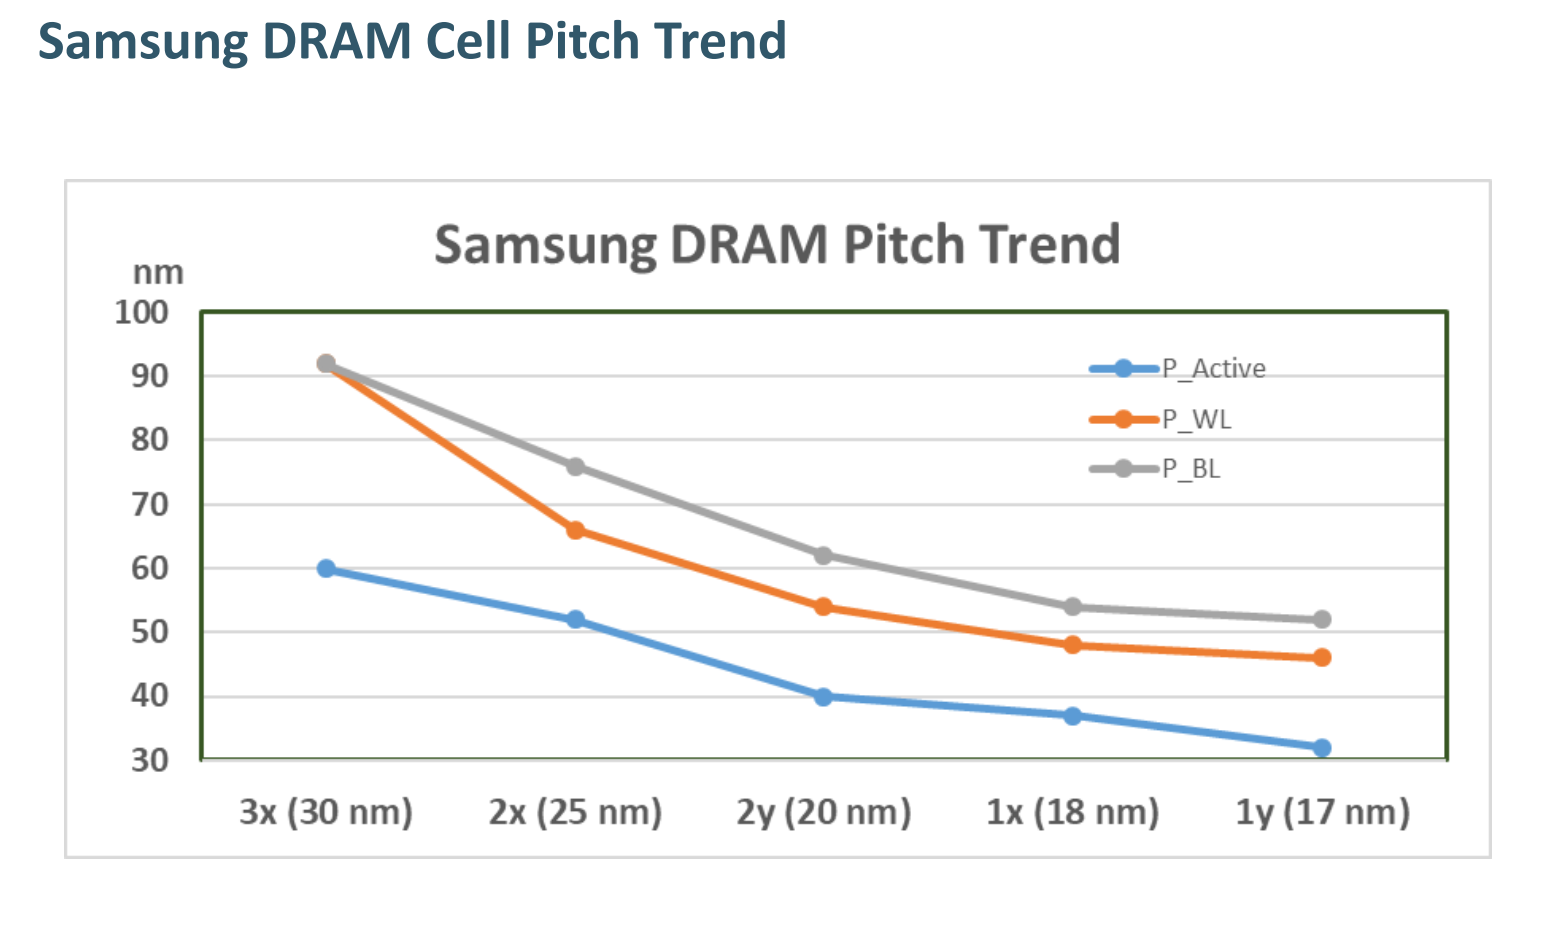 Samsung DRAM Cell Pitch Trend
Samsung DRAM Pitch Trend
nm
100
90
80
70
60
50
40
30
P_Active
P_WL
P_BL
3x (30 nm) 2x (25 nm) 2y (20 nm) 1x (18 nm) 1y (17 nm)